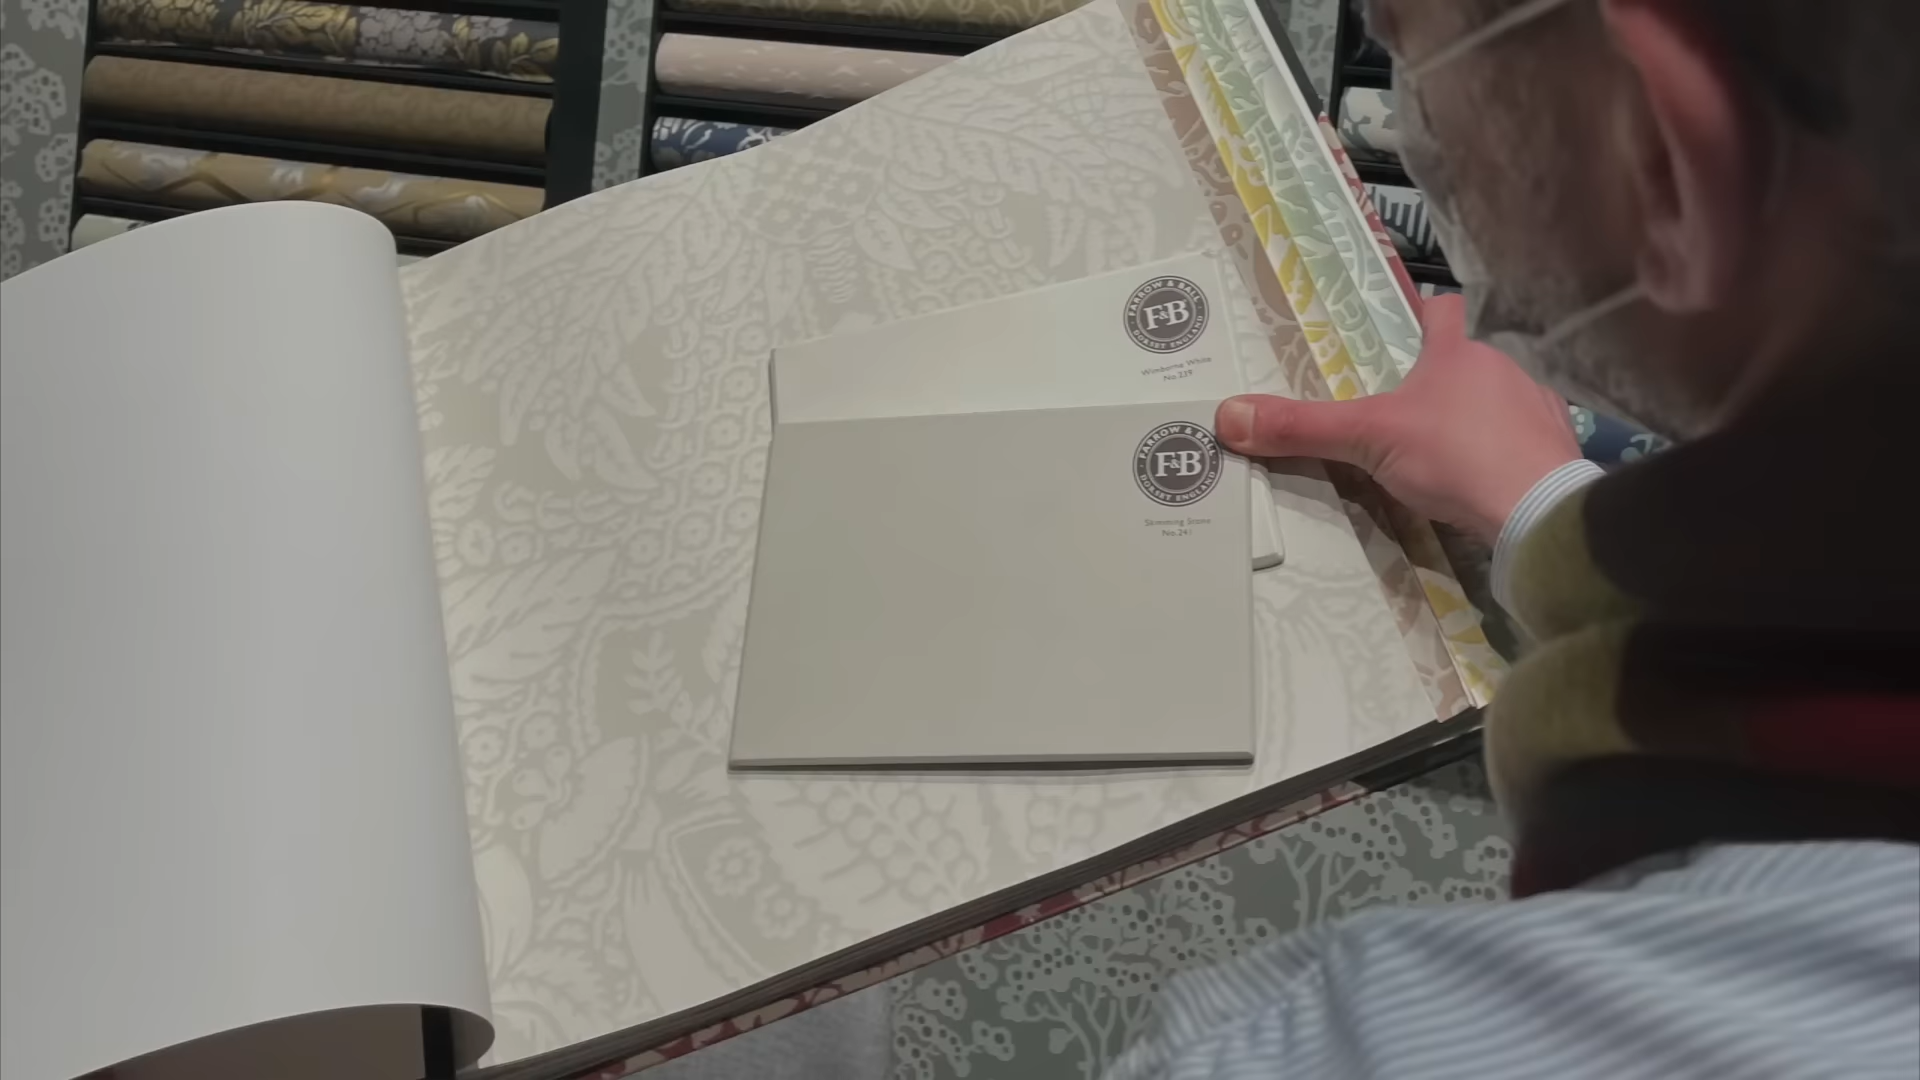 FARROW & BALL
F&B
DORSET ENGLAND
Wimborne White
No.239
FARROW & BALL
F&B
DORSET ENGLAND
Skimming Stone
No.241